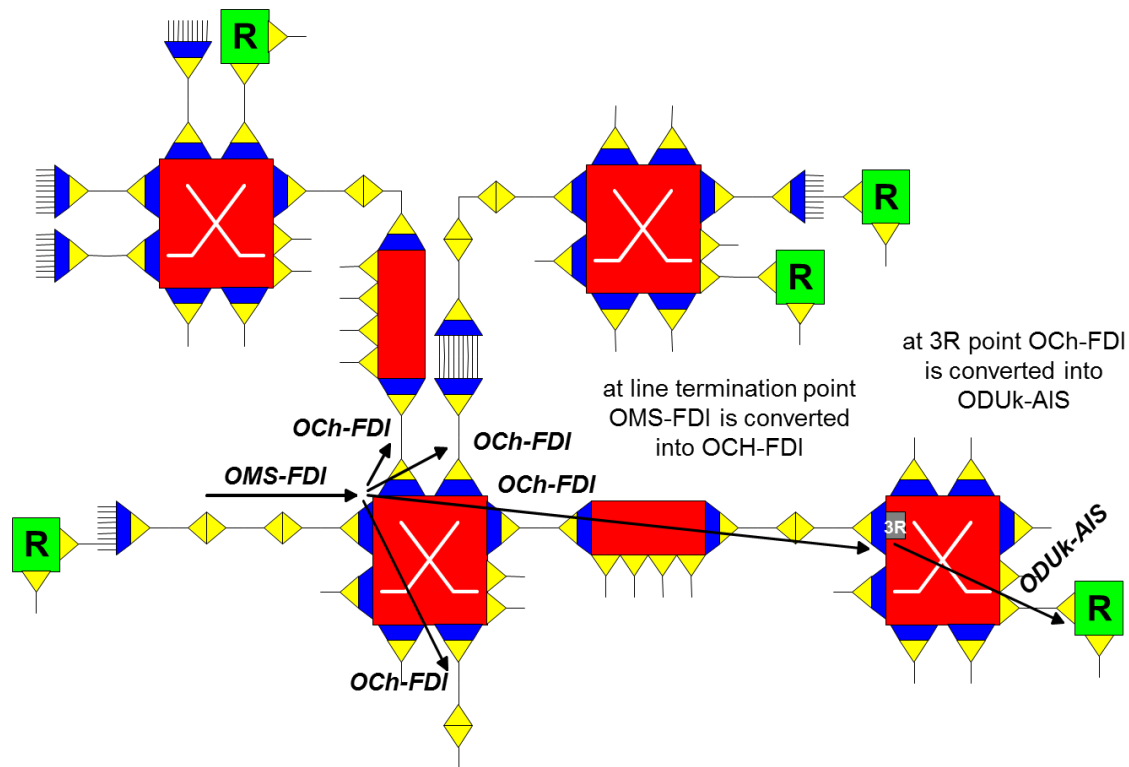 R
R
R
at 3R point OCh-FDI
is converted into
ODUk-AIS
at line termination point
OMS-FDI is converted
into OCH-FDI
OCh-FDI
OCh-FDI
OMS-FDI
OCh-FDI
3R
R
ODUk-AIS
R
OCh-FDI